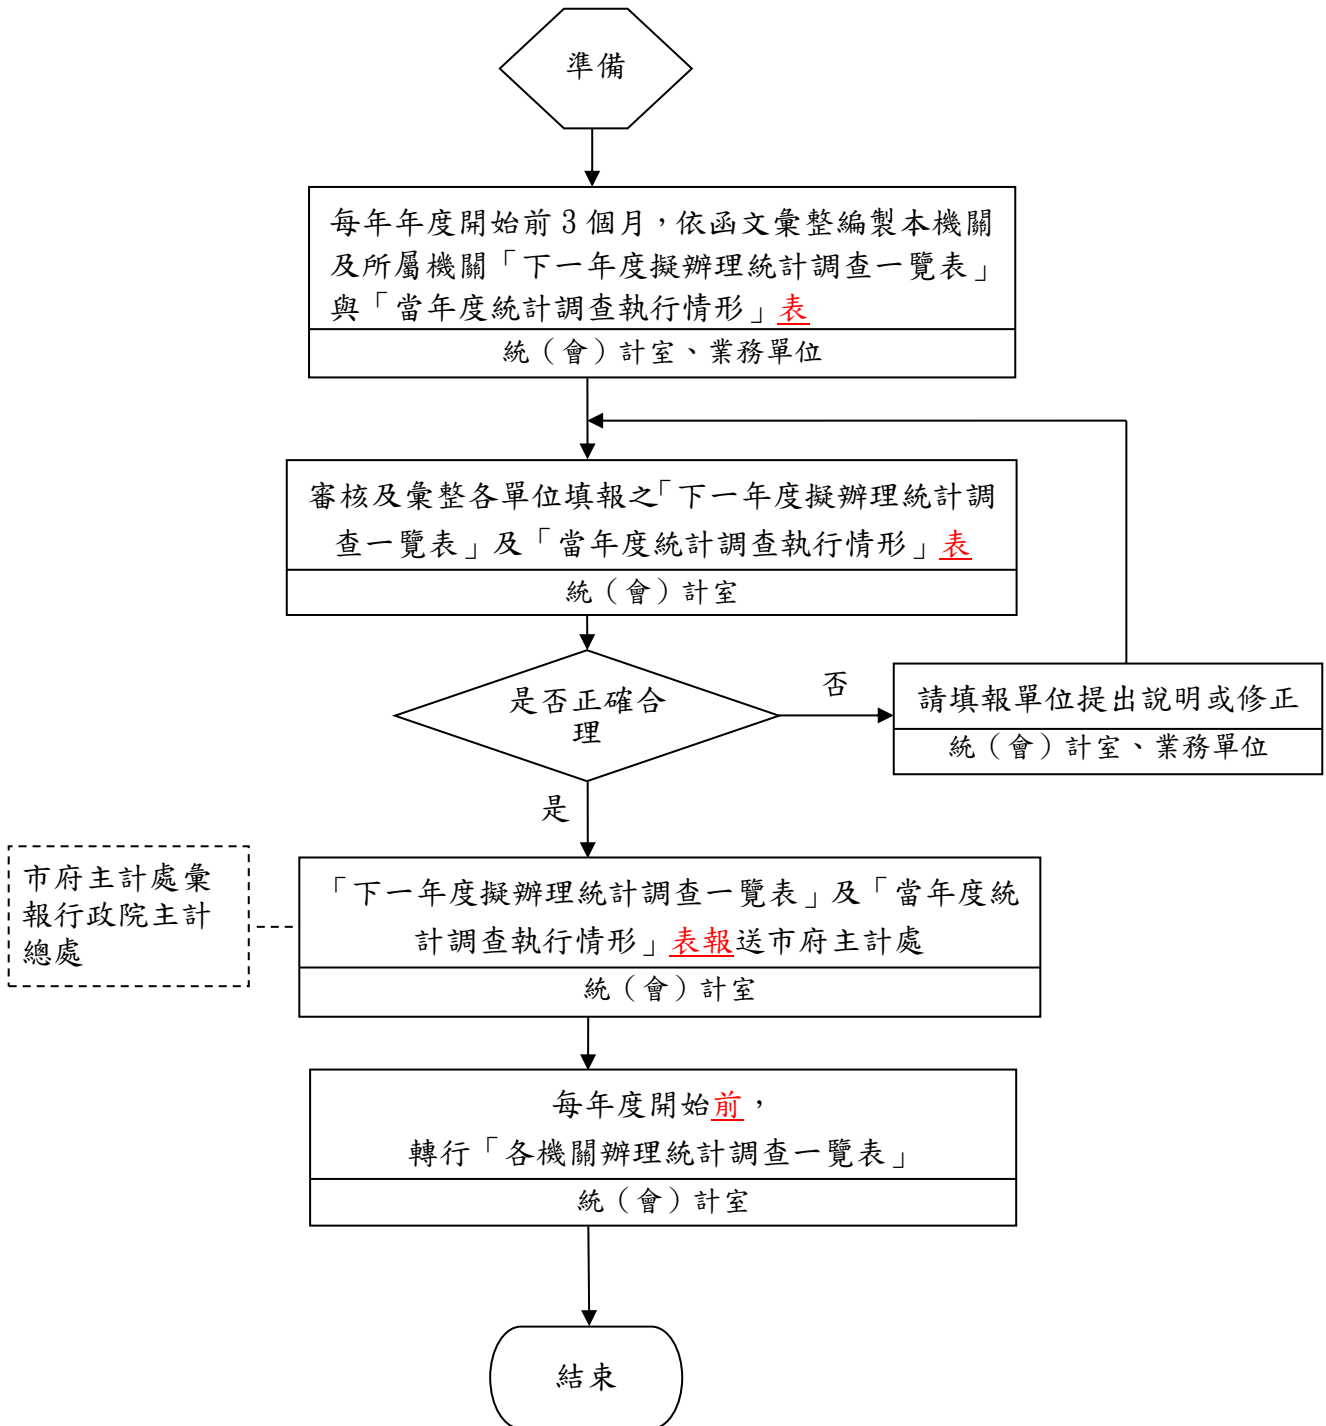 準備
每年年度開始前3個月，依函文彙整編製本機關
及所屬機關「下一年度擬辦理統計調查一覽表」
與「當年度統計調查執行情形」表
統（會）計室、業務單位
審核及彙整各單位填報之「下一年度擬辦理統計調
查一覽表」及「當年度統計調查執行情形」表
統（會）計室
是否正確合
理
否
請填報單位提出說明或修正
統（會）計室、業務單位
是
市府主計處彙
報行政院主計
總處
「下一年度擬辦理統計調查一覽表」及「當年度統
計調查執行情形」表報送市府主計處
統（會）計室
每年度開始前，
轉行「各機關辦理統計調查一覽表」
統（會）計室
結束